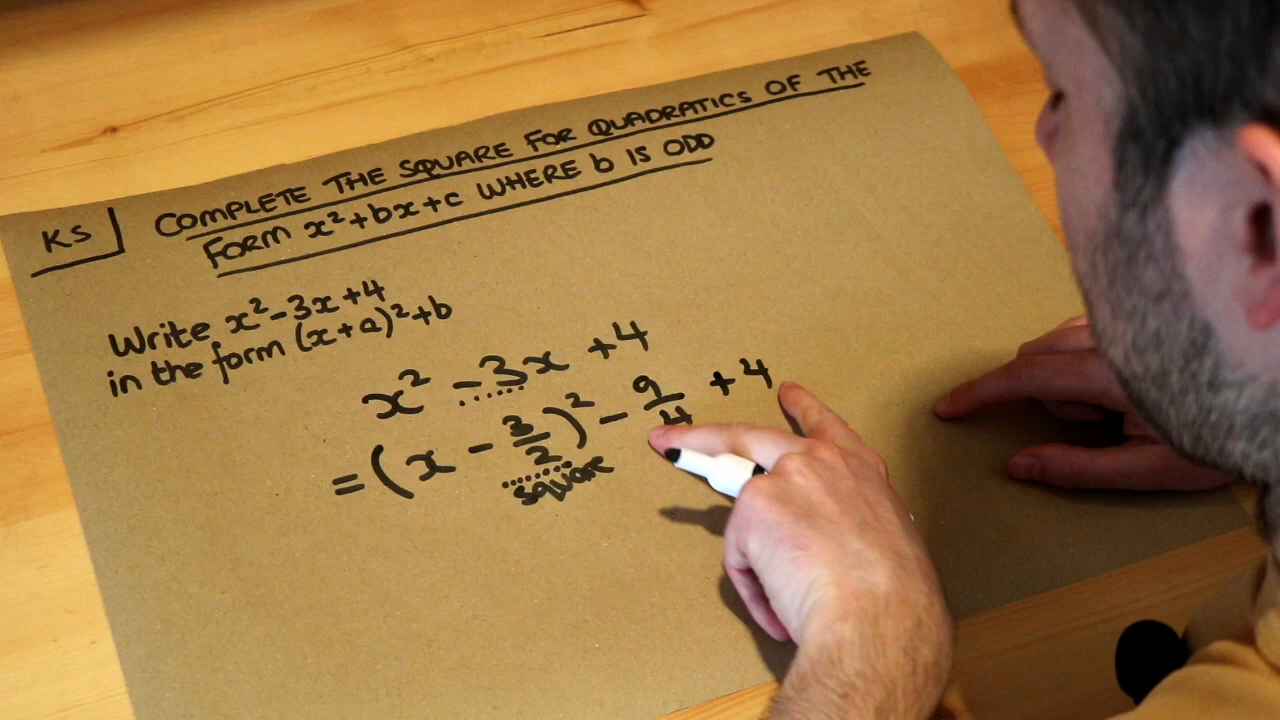 KS
COMPLETE THE SQUARE FOR QUADRATICS OF THE
FORM x²+bx+c WHERE b IS ODD
Write x²-3x+4
in the form (x+a)²+b
x² -3x +4
= (x - 3/2)² - 9/4 + 4
square